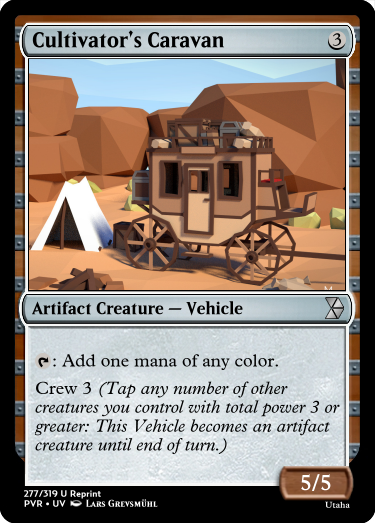 Cultivator's Caravan 3
Artifact Creature — Vehicle
: Add one mana of any color.
Crew 3 (Tap any number of other
creatures you control with total power 3 or
greater: This Vehicle becomes an artifact
creature until end of turn.)
5/5
277/319 U Reprint
PVR • UV Lars Grevsmühl
Utaha